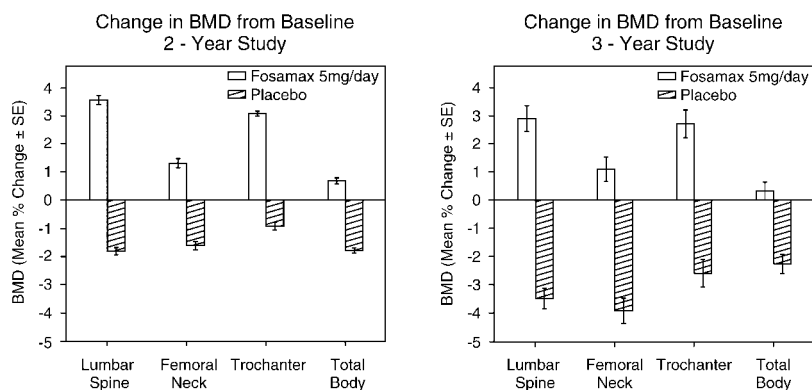 Change in BMD from Baseline
2 - Year Study
Fosamax 5mg/day
Placebo
BMD (Mean % Change ± SE)
4
3
2
1
0
-1
-2
-3
-4
-5
Lumbar Spine
Femoral Neck
Trochanter
Total Body
Change in BMD from Baseline
3 - Year Study
Fosamax 5mg/day
Placebo
BMD (Mean % Change ± SE)
4
3
2
1
0
-1
-2
-3
-4
-5
Lumbar Spine
Femoral Neck
Trochanter
Total Body